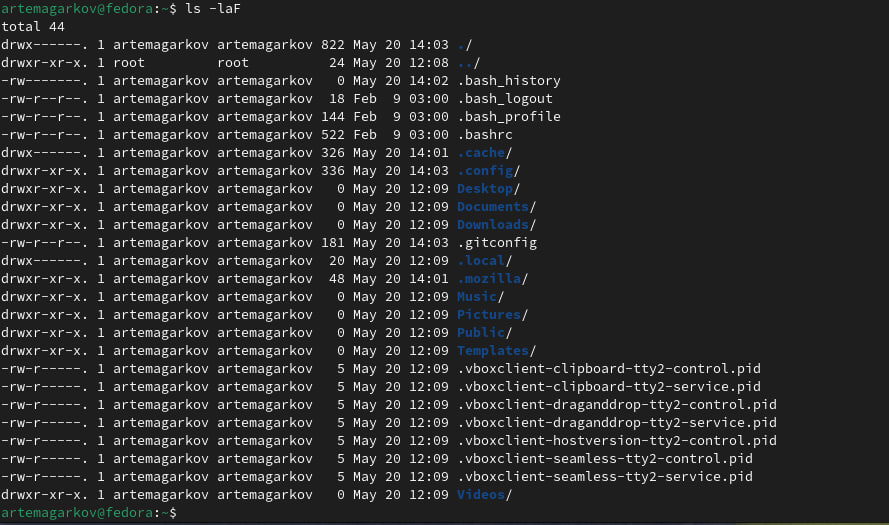 artemagarkov@fedora:~$ ls -laF
total 44
drwx------. 1 artemagarkov artemagarkov 822 May 20 14:03 ./
drwxr-xr-x. 1 root         root          24 May 20 12:08 ../
-rw-------. 1 artemagarkov artemagarkov   0 May 20 14:02 .bash_history
-rw-r--r--. 1 artemagarkov artemagarkov  18 Feb  9 03:00 .bash_logout
-rw-r--r--. 1 artemagarkov artemagarkov 144 Feb  9 03:00 .bash_profile
-rw-r--r--. 1 artemagarkov artemagarkov 522 Feb  9 03:00 .bashrc
drwx------. 1 artemagarkov artemagarkov 326 May 20 14:01 .cache/
drwxr-xr-x. 1 artemagarkov artemagarkov 336 May 20 14:03 .config/
drwxr-xr-x. 1 artemagarkov artemagarkov   0 May 20 12:09 Desktop/
drwxr-xr-x. 1 artemagarkov artemagarkov   0 May 20 12:09 Documents/
drwxr-xr-x. 1 artemagarkov artemagarkov   0 May 20 12:09 Downloads/
-rw-r--r--. 1 artemagarkov artemagarkov 181 May 20 14:03 .gitconfig
drwx------. 1 artemagarkov artemagarkov  20 May 20 12:09 .local/
drwxr-xr-x. 1 artemagarkov artemagarkov  48 May 20 14:01 .mozilla/
drwxr-xr-x. 1 artemagarkov artemagarkov   0 May 20 12:09 Music/
drwxr-xr-x. 1 artemagarkov artemagarkov   0 May 20 12:09 Pictures/
drwxr-xr-x. 1 artemagarkov artemagarkov   0 May 20 12:09 Public/
drwxr-xr-x. 1 artemagarkov artemagarkov   0 May 20 12:09 Templates/
-rw-r-----. 1 artemagarkov artemagarkov   5 May 20 12:09 .vboxclient-clipboard-tty2-control.pid
-rw-r-----. 1 artemagarkov artemagarkov   5 May 20 12:09 .vboxclient-clipboard-tty2-service.pid
-rw-r-----. 1 artemagarkov artemagarkov   5 May 20 12:09 .vboxclient-draganddrop-tty2-control.pid
-rw-r-----. 1 artemagarkov artemagarkov   5 May 20 12:09 .vboxclient-draganddrop-tty2-service.pid
-rw-r-----. 1 artemagarkov artemagarkov   5 May 20 12:09 .vboxclient-hostversion-tty2-control.pid
-rw-r-----. 1 artemagarkov artemagarkov   5 May 20 12:09 .vboxclient-seamless-tty2-control.pid
-rw-r-----. 1 artemagarkov artemagarkov   5 May 20 12:09 .vboxclient-seamless-tty2-service.pid
drwxr-xr-x. 1 artemagarkov artemagarkov   0 May 20 12:09 Videos/
artemagarkov@fedora:~$